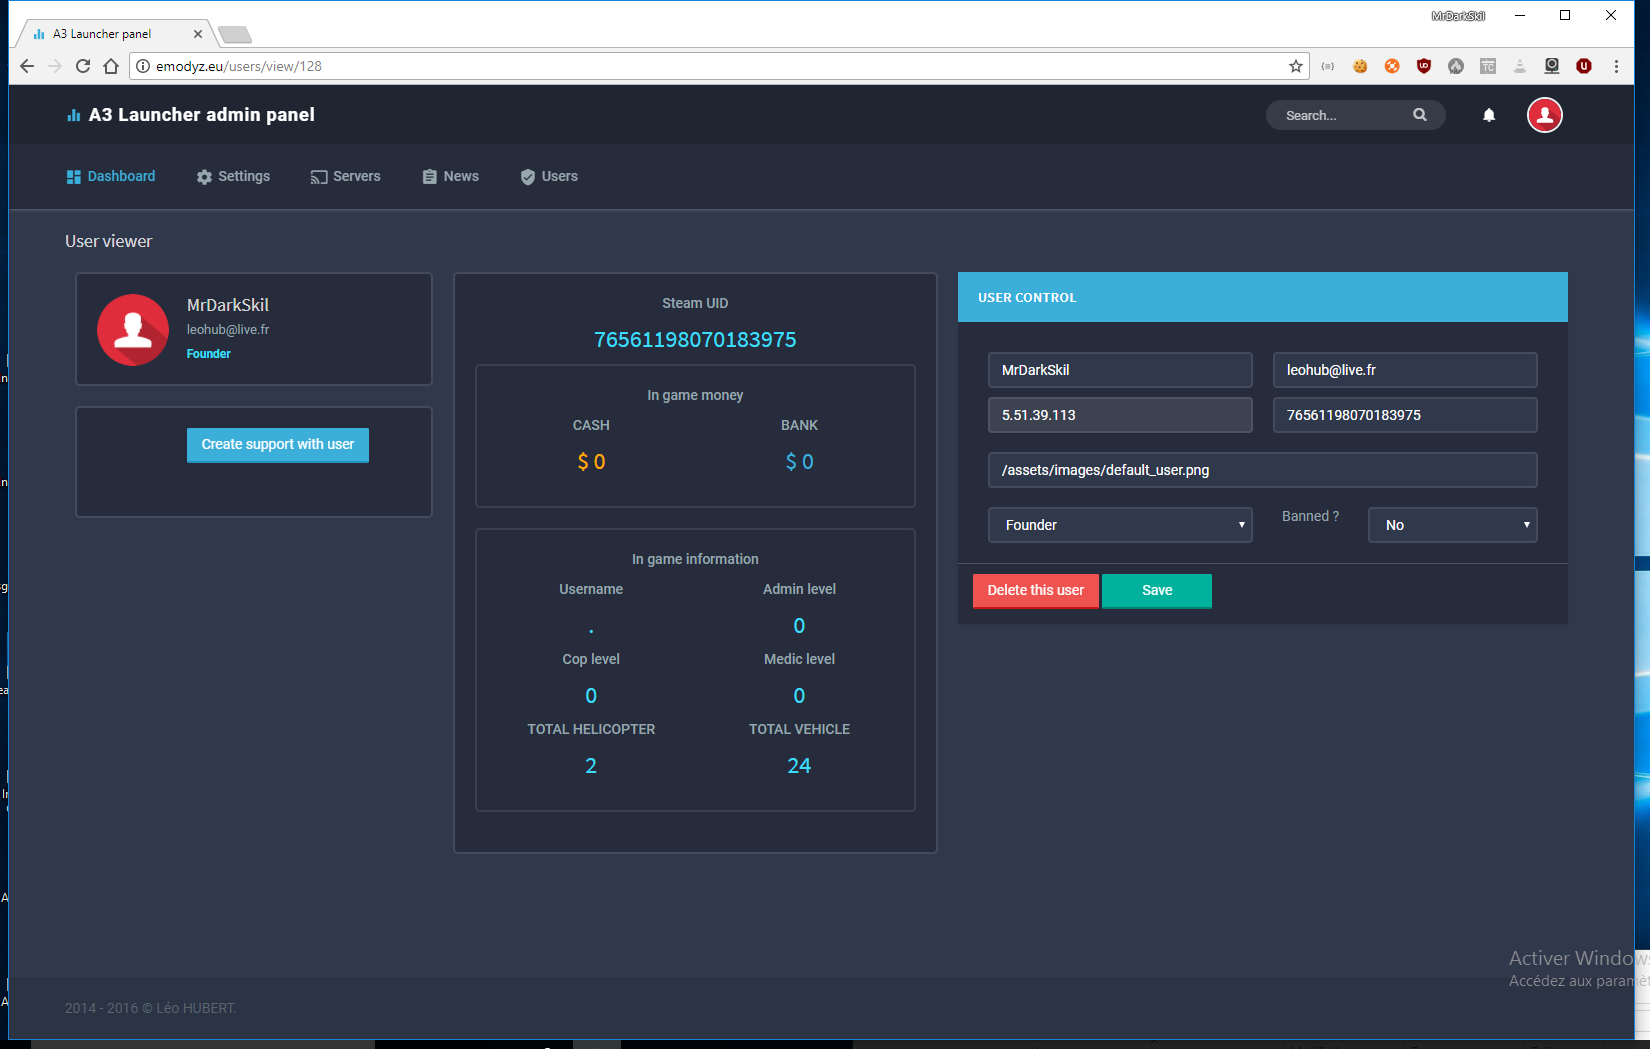 MrDarkSkil
A3 Launcher panel
emodyz.eu/users/view/128
A3 Launcher admin panel
Search...
Dashboard
Settings
Servers
News
Users
User viewer
MrDarkSkil
leohub@live.fr
Founder
Create support with user
Steam UID
76561198070183975
In game money
CASH
BANK
$ 0
$ 0
In game information
Username
Admin level
.
0
Cop level
Medic level
0
0
TOTAL HELICOPTER
TOTAL VEHICLE
2
24
USER CONTROL
MrDarkSkil
leohub@live.fr
5.51.39.113
76561198070183975
/assets/images/default_user.png
Founder
Banned ?
No
Delete this user
Save
Activer Windows
Accédez aux paramèt
2014 - 2016 © Léo HUBERT.